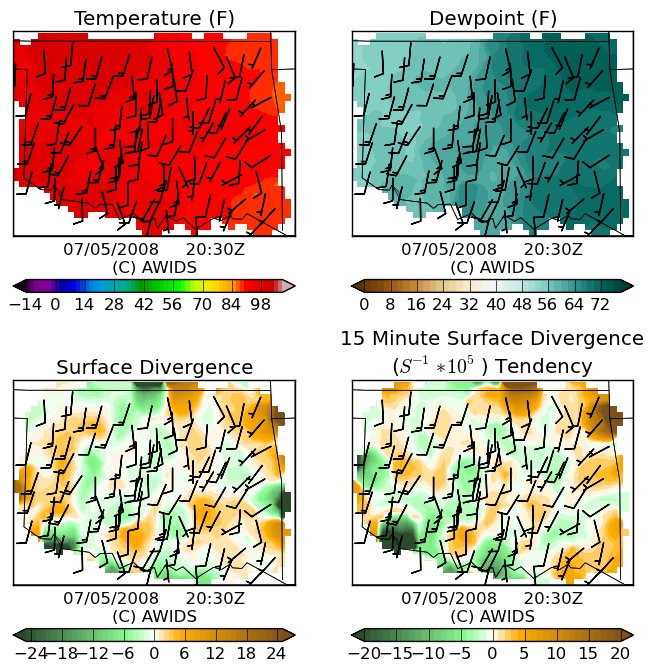 Temperature (F)
Dewpoint (F)
07/05/2008 20:30Z
(C) AWIDS
07/05/2008 20:30Z
(C) AWIDS
−14 0 14 28 42 56 70 84 98
0 8 16 24 32 40 48 56 64 72
Surface Divergence
15 Minute Surface Divergence
(S⁻¹ *10⁵ ) Tendency
07/05/2008 20:30Z
(C) AWIDS
07/05/2008 20:30Z
(C) AWIDS
−24 −18 −12 −6 0 6 12 18 24
−20 −15 −10 −5 0 5 10 15 20